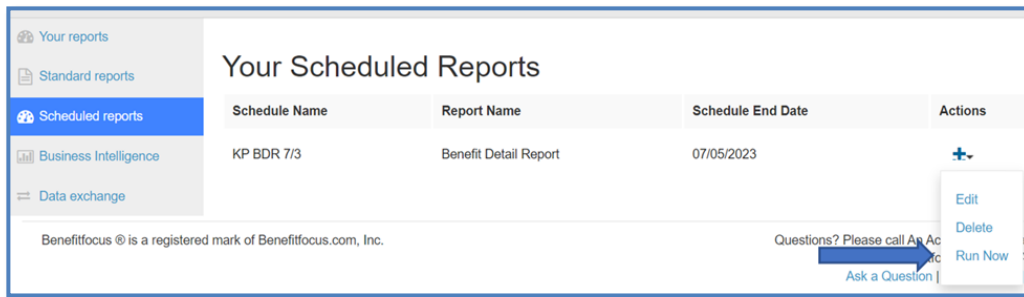 Your reports
Standard reports
Scheduled reports
Business Intelligence
Data exchange
Your Scheduled Reports
Schedule Name Report Name Schedule End Date Actions
KP BDR 7/3 Benefit Detail Report 07/05/2023
Edit
Delete
Run Now
Benefitfocus ® is a registered mark of Benefitfocus.com, Inc.
Questions? Please call An Ac
Ask a Question |